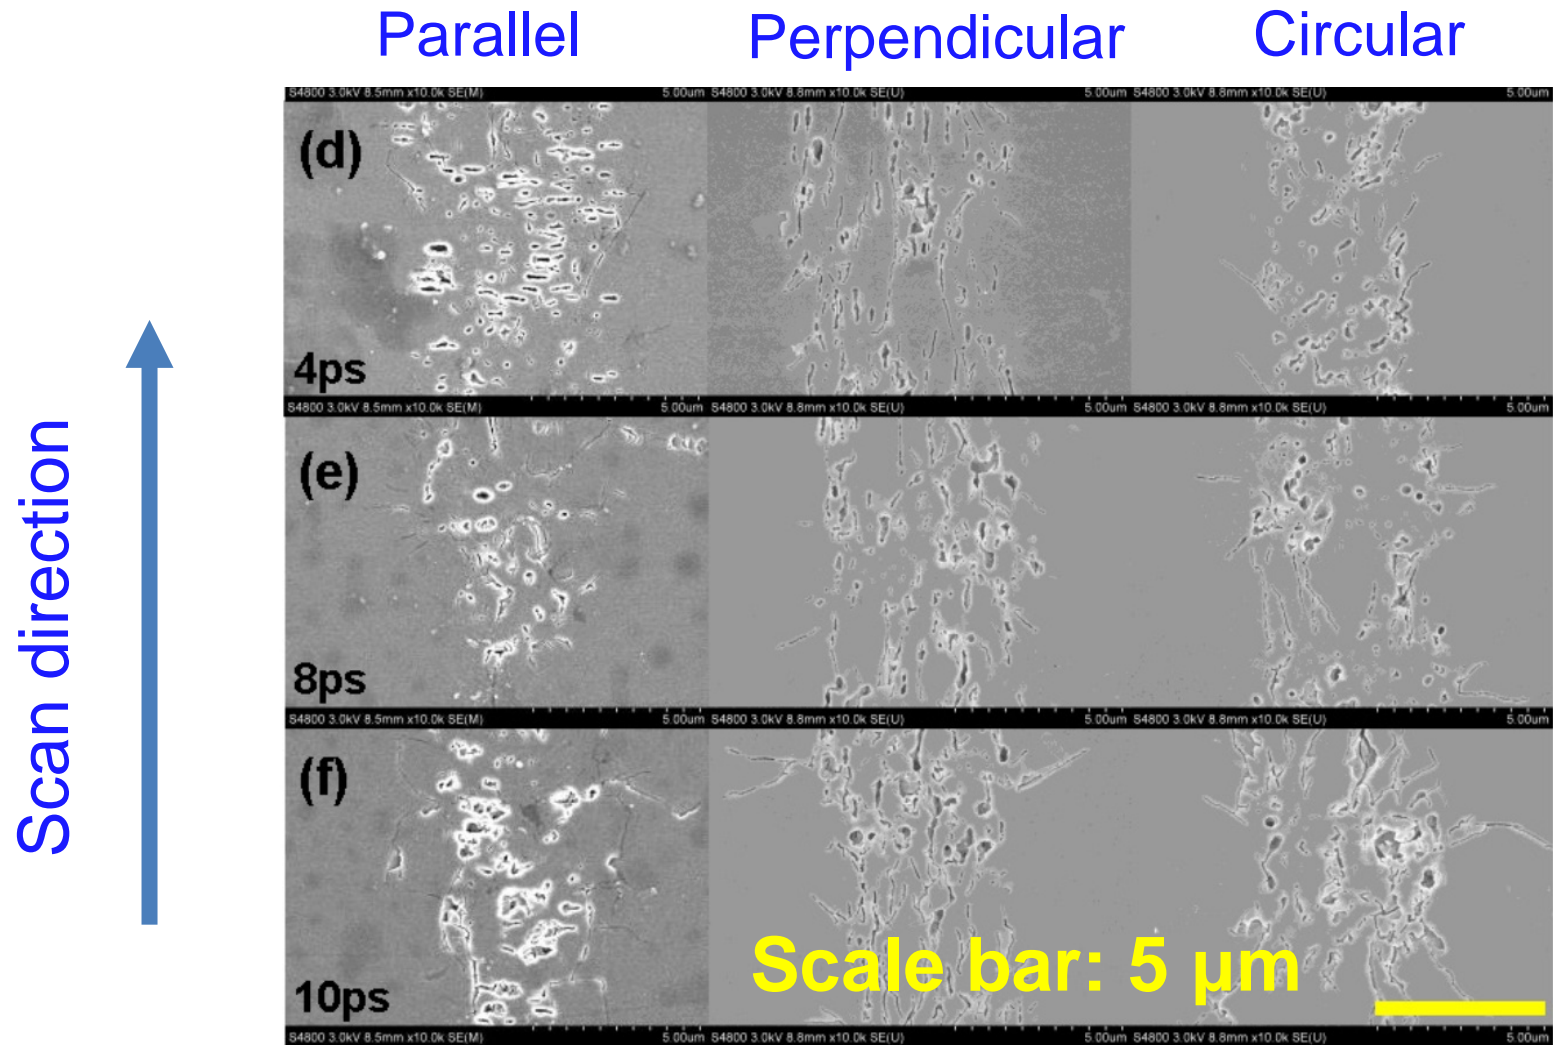 Parallel Perpendicular Circular
S4800 3.0kV 8.5mm x10.0k SE(M) 5.00um S4800 3.0kV 8.8mm x10.0k SE(U) 5.00um S4800 3.0kV 8.8mm x10.0k SE(U) 5.00um
(d)
4ps
S4800 3.0kV 8.5mm x10.0k SE(M) 5.00um S4800 3.0kV 8.8mm x10.0k SE(U) 5.00um S4800 3.0kV 8.8mm x10.0k SE(U) 5.00um
(e)
8ps
S4800 3.0kV 8.5mm x10.0k SE(M) 5.00um S4800 3.0kV 8.8mm x10.0k SE(U) 5.00um S4800 3.0kV 8.8mm x10.0k SE(U) 5.00um
(f)
10ps
Scale bar: 5 µm
S4800 3.0kV 8.5mm x10.0k SE(M) 5.00um S4800 3.0kV 8.8mm x10.0k SE(U) 5.00um S4800 3.0kV 8.8mm x10.0k SE(U) 5.00um
Scan direction